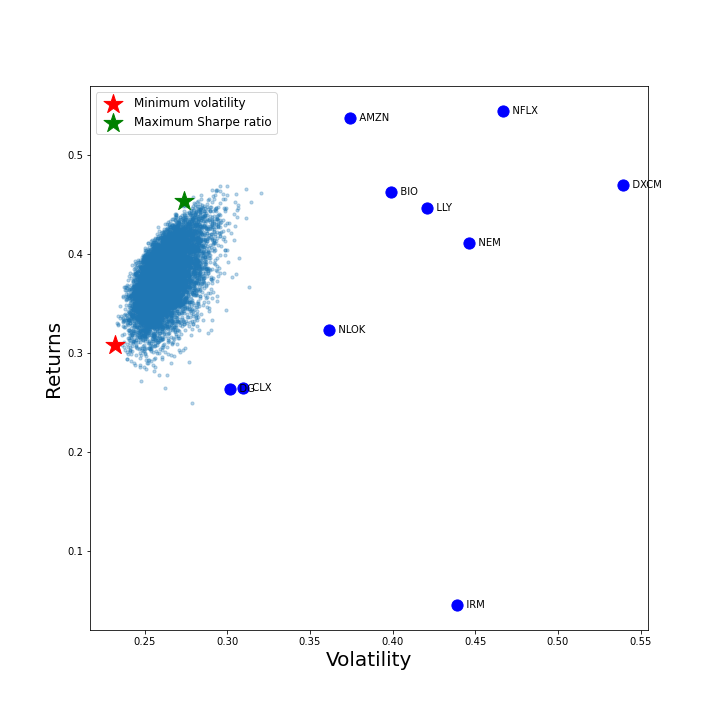 Minimum volatility
Maximum Sharpe ratio
NFLX
AMZN
0.5
DXCM
BIO
LLY
NEM
0.4
NLOK
0.3
CLX
0.2
0.1
IRM
0.25
0.30
0.35
0.40
0.45
0.50
0.55
Returns
Volatility